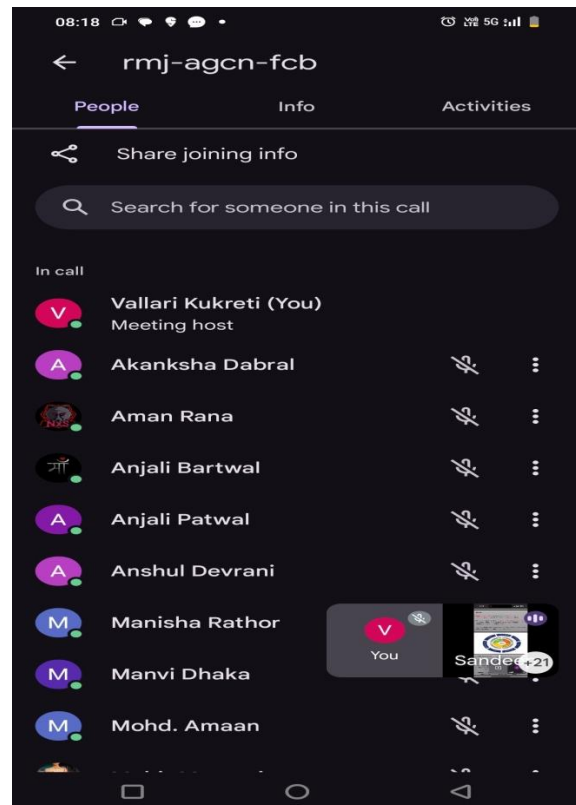 08:18
5G
rmj-agcn-fcb
People Info Activities
Share joining info
Search for someone in this call
In call
V Vallari Kukreti (You)
Meeting host
A Akanksha Dabral
Aman Rana
माँ Anjali Bartwal
A Anjali Patwal
A Anshul Devrani
M Manisha Rathor
V
You
+21
M Manvi Dhaka
M Mohd. Amaan